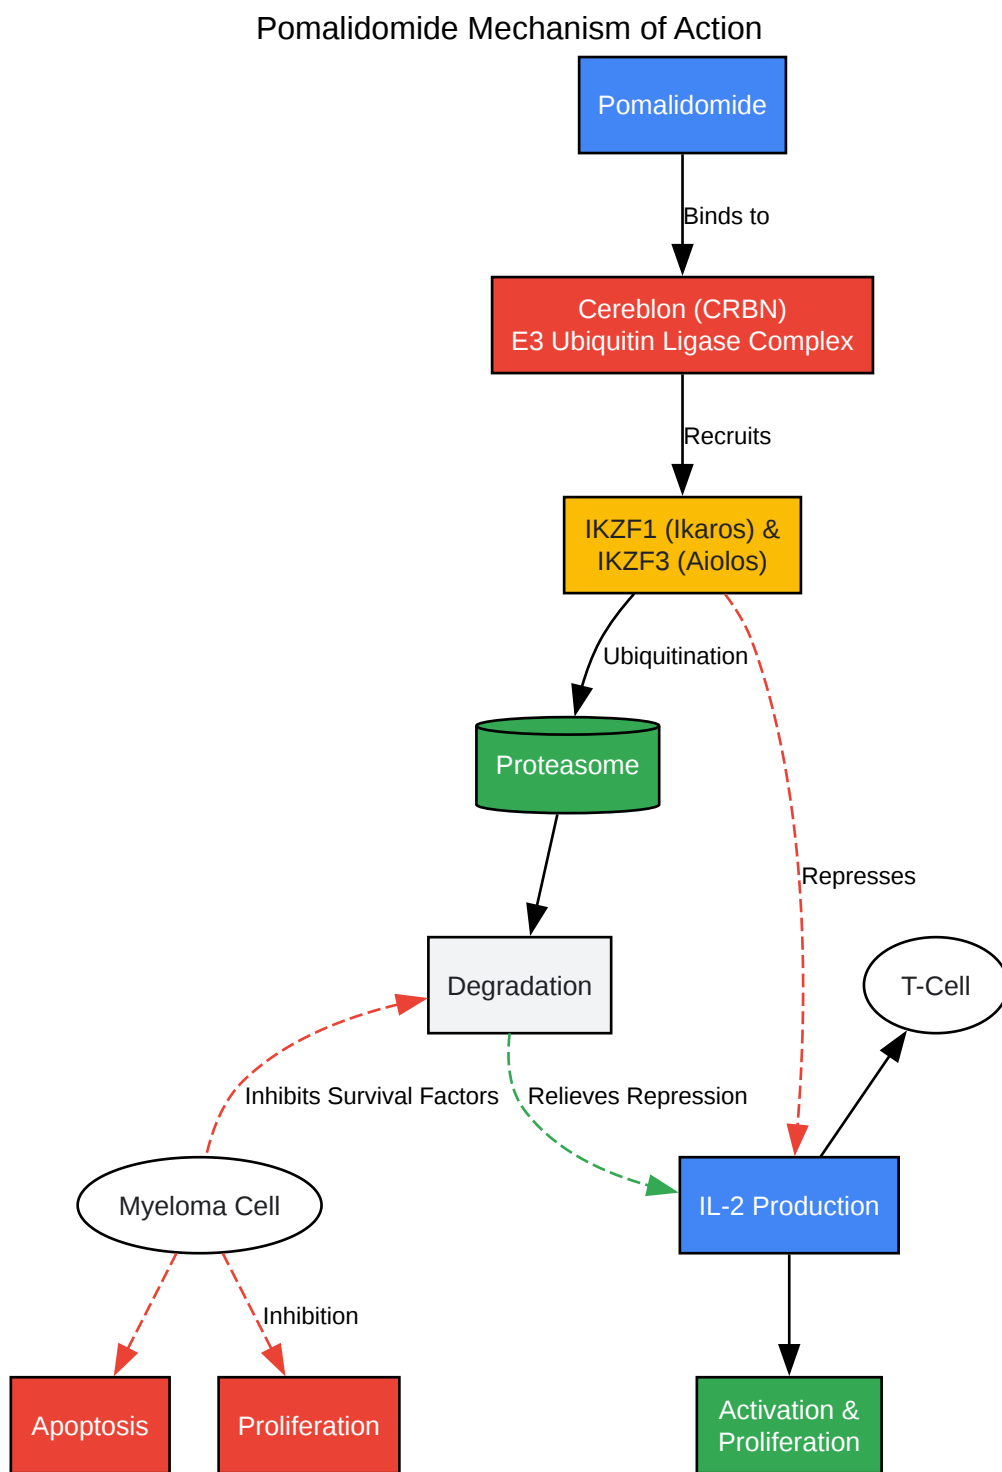 Pomalidomide Mechanism of Action
Pomalidomide
Binds to
Cereblon (CRBN)
E3 Ubiquitin Ligase Complex
Recruits
IKZF1 (Ikaros) &
IKZF3 (Aiolos)
Ubiquitination
Proteasome
Represses
Degradation
T-Cell
Inhibits Survival Factors
Relieves Repression
Myeloma Cell
IL-2 Production
Inhibition
Apoptosis
Proliferation
Activation &
Proliferation